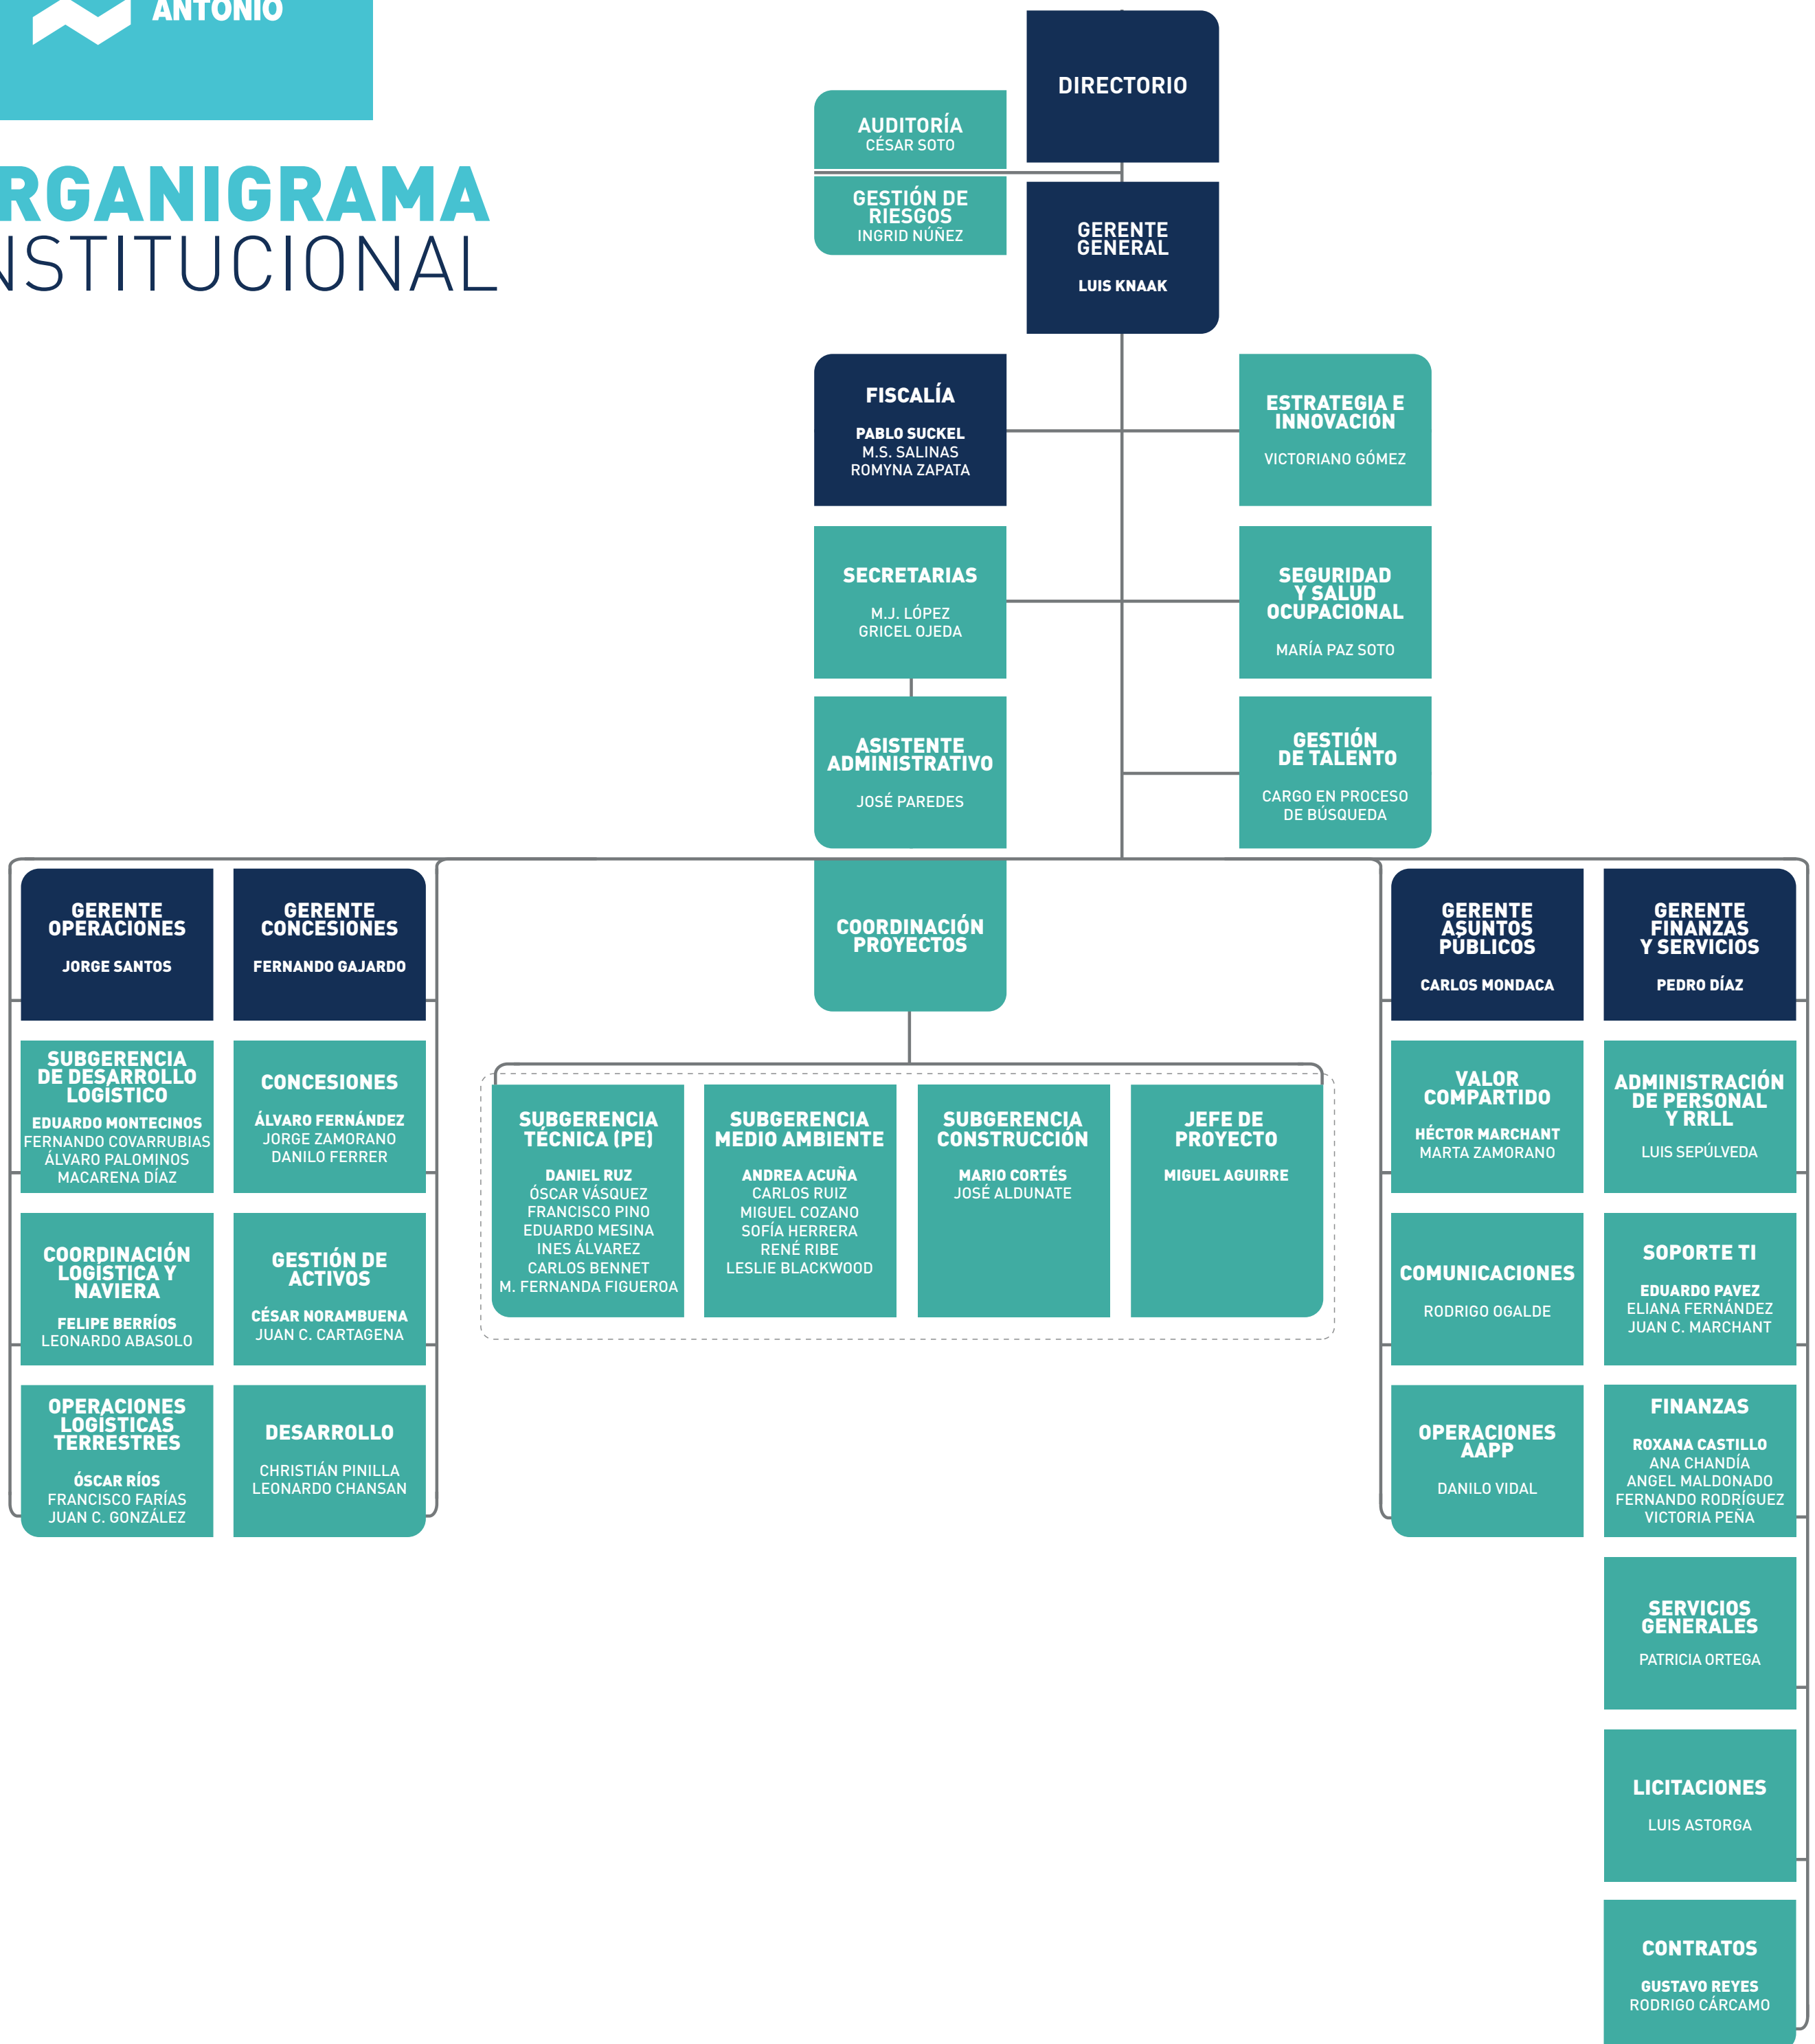 ANTONIO
RGANIGRAMA
NSTITUCIONAL
DIRECTORIO
AUDITORÍA
CÉSAR SOTO
GESTIÓN DE
RIESGOS
INGRID NÚÑEZ
GERENTE
GENERAL
LUIS KNAAK
FISCALÍA
PABLO SUCKEL
M.S. SALINAS
ROMYNA ZAPATA
ESTRATEGIA E
INNOVACIÓN
VICTORIANO GÓMEZ
SECRETARIAS
M.J. LÓPEZ
GRICEL OJEDA
SEGURIDAD
Y SALUD
OCUPACIONAL
MARÍA PAZ SOTO
ASISTENTE
ADMINISTRATIVO
JOSÉ PAREDES
GESTIÓN
DE TALENTO
CARGO EN PROCESO
DE BÚSQUEDA
GERENTE
OPERACIONES
JORGE SANTOS
SUBGERENCIA
DE DESARROLLO
LOGÍSTICO
EDUARDO MONTECINOS
FERNANDO COVARRUBIAS
ÁLVARO PALOMINOS
MACARENA DÍAZ
COORDINACIÓN
LOGÍSTICA Y
NAVIERA
FELIPE BERRÍOS
LEONARDO ABASOLO
OPERACIONES
LOGÍSTICAS
TERRESTRES
ÓSCAR RÍOS
FRANCISCO FARÍAS
JUAN C. GONZÁLEZ
GERENTE
CONCESIONES
FERNANDO GAJARDO
CONCESIONES
ÁLVARO FERNÁNDEZ
JORGE ZAMORANO
DANILO FERRER
GESTIÓN DE
ACTIVOS
CÉSAR NORAMBUENA
JUAN C. CARTAGENA
DESARROLLO
CHRISTIÁN PINILLA
LEONARDO CHANSAN
COORDINACIÓN
PROYECTOS
SUBGERENCIA
TÉCNICA (PE)
DANIEL RUZ
ÓSCAR VÁSQUEZ
FRANCISCO PINO
EDUARDO MESINA
INES ÁLVAREZ
CARLOS BENNET
M. FERNANDA FIGUEROA
SUBGERENCIA
MEDIO AMBIENTE
ANDREA ACUÑA
CARLOS RUIZ
MIGUEL COZANO
SOFÍA HERRERA
RENÉ RIBE
LESLIE BLACKWOOD
SUBGERENCIA
CONSTRUCCIÓN
MARIO CORTÉS
JOSÉ ALDUNATE
JEFE DE
PROYECTO
MIGUEL AGUIRRE
GERENTE
ASUNTOS
PÚBLICOS
CARLOS MONDACA
VALOR
COMPARTIDO
HÉCTOR MARCHANT
MARTA ZAMORANO
COMUNICACIONES
RODRIGO OGALDE
OPERACIONES
AAPP
DANILO VIDAL
GERENTE
FINANZAS
Y SERVICIOS
PEDRO DÍAZ
ADMINISTRACIÓN
DE PERSONAL
Y RRLL
LUIS SEPÚLVEDA
SOPORTE TI
EDUARDO PAVEZ
ELIANA FERNÁNDEZ
JUAN C. MARCHANT
FINANZAS
ROXANA CASTILLO
ANA CHANDÍA
ANGEL MALDONADO
FERNANDO RODRÍGUEZ
VICTORIA PEÑA
SERVICIOS
GENERALES
PATRICIA ORTEGA
LICITACIONES
LUIS ASTORGA
CONTRATOS
GUSTAVO REYES
RODRIGO CÁRCAMO